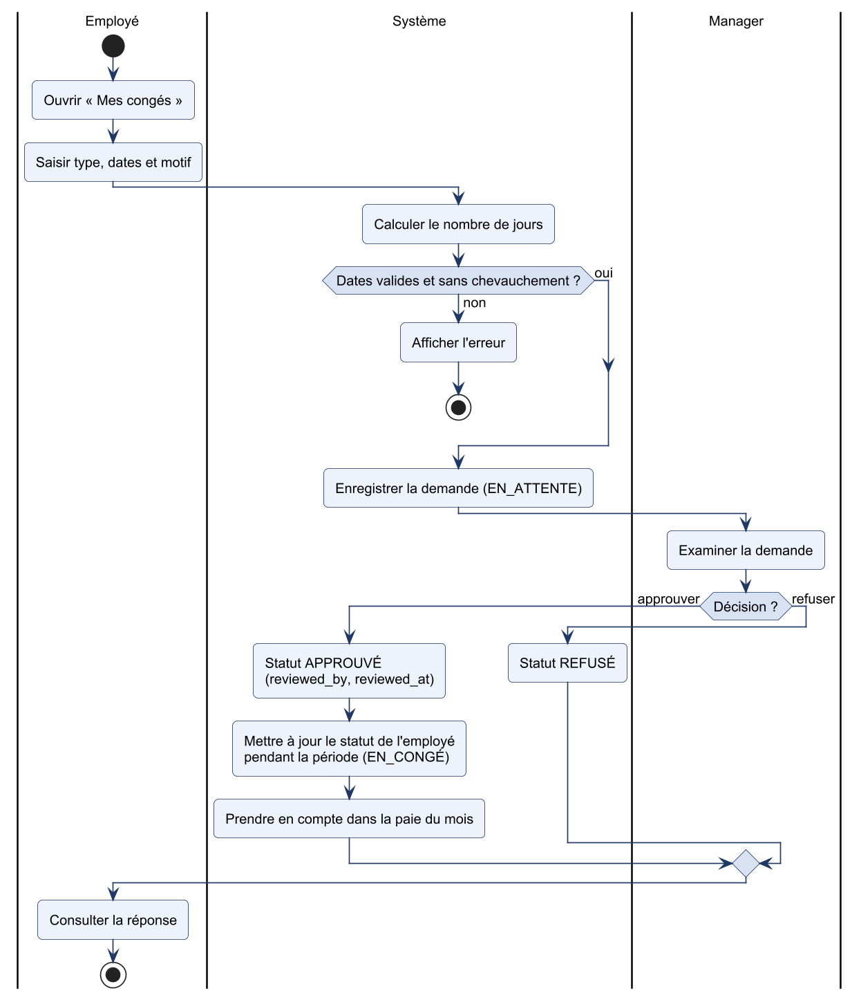 Employé
Système
Manager
Ouvrir « Mes congés »
Saisir type, dates et motif
Calculer le nombre de jours
Dates valides et sans chevauchement ?
oui
non
Afficher l'erreur
Enregistrer la demande (EN_ATTENTE)
Examiner la demande
approuver
Décision ?
refuser
Statut APPROUVÉ
(reviewed_by, reviewed_at)
Statut REFUSÉ
Mettre à jour le statut de l'employé
pendant la période (EN_CONGÉ)
Prendre en compte dans la paie du mois
Consulter la réponse